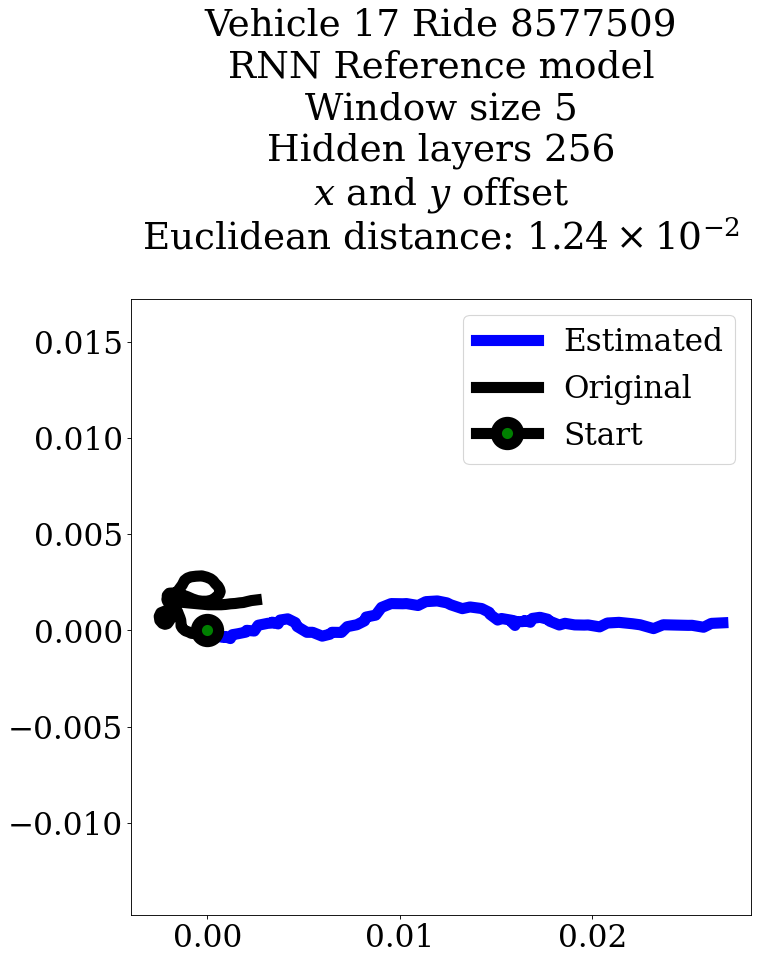 Vehicle 17 Ride 8577509
RNN Reference model
Window size 5
Hidden layers 256
x and y offset
Euclidean distance: 1.24 × 10⁻²
Estimated
Original
Start
0.015
0.010
0.005
0.000
−0.005
−0.010
0.00 0.01 0.02